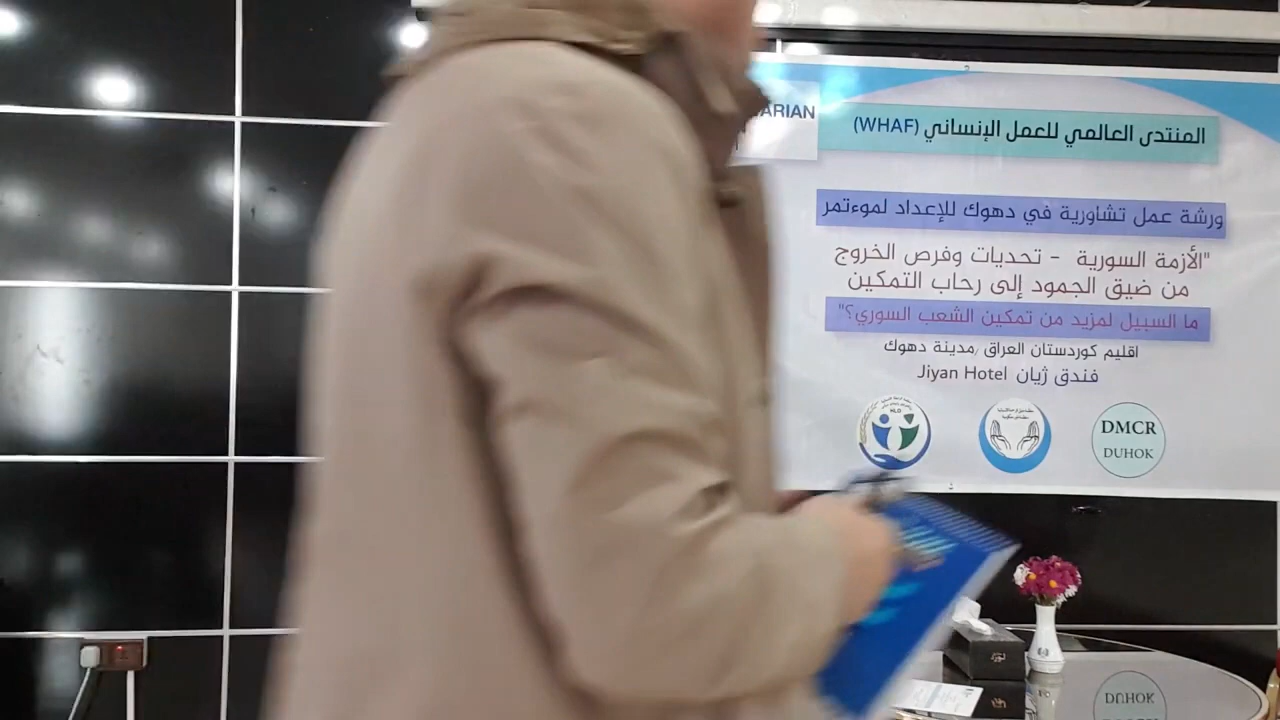 ARIAN
المنتدى العالمي للعمل الإنساني (WHAF)
ورشة عمل تشاورية في دهوك للإعداد لموءتمر
"الأزمة السورية - تحديات وفرص الخروج
من ضيق الجمود إلى رحاب التمكين
ما السبيل لمزيد من تمكين الشعب السوري؟"
اقليم كوردستان العراق/مدينة دهوك
فندق ژیان Jiyan Hotel
HLO
DMCR
DUHOK